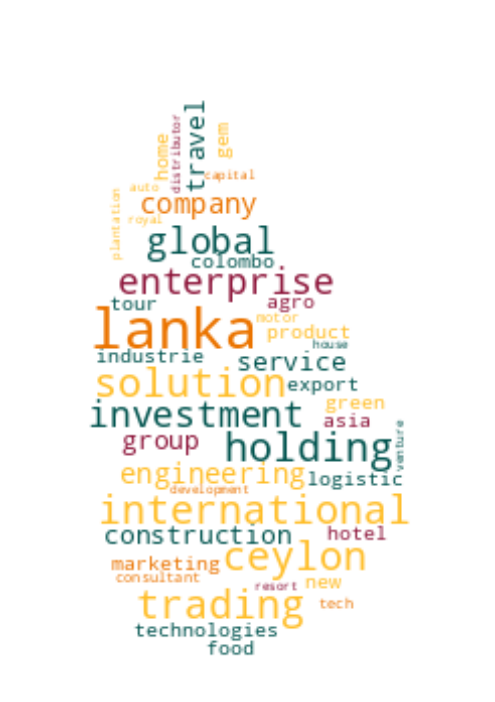 travel
gem
distributor
home
capital
auto
plantation
company
royal
global
colombo
enterprise
tour
agro
lanka
motor
product
house
industrie
service
solution
export
green
investment
asia
group
holding
venture
engineering
logistic
development
international
construction
hotel
ceylon
marketing
consultant
resort
new
trading
tech
technologies
food